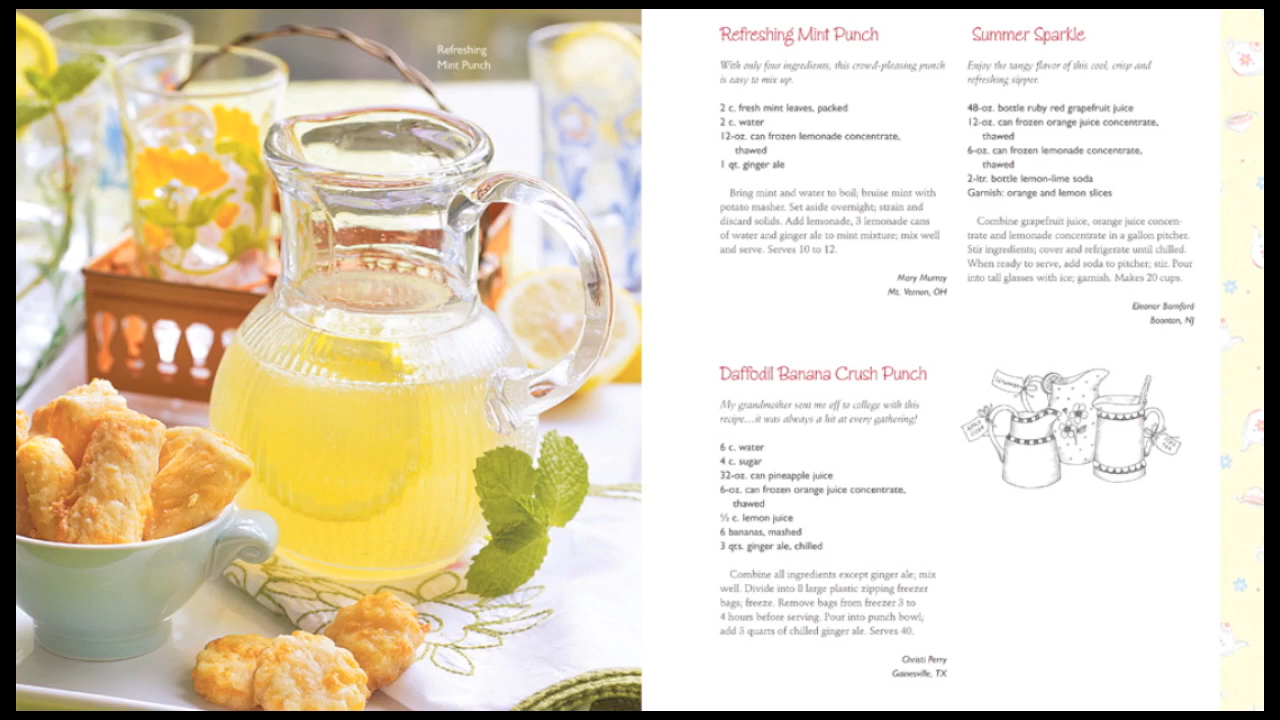 Refreshing
Mint Punch
Refreshing Mint Punch
With only four ingredients, this crowd-pleasing punch
is easy to mix up.
2 c. fresh mint leaves, packed
2 c. water
12-oz. can frozen lemonade concentrate,
thawed
1 qt. ginger ale
Bring mint and water to boil; bruise mint with
potato masher. Set aside overnight; strain and
discard solids. Add lemonade, 3 lemonade cans
of water and ginger ale to mint mixture; mix well
and serve. Serves 10 to 12.
Mary Murray
Mt. Vernon, OH
Summer Sparkle
Enjoy the tangy flavor of this cool, crisp and
refreshing sipper.
48-oz. bottle ruby red grapefruit juice
12-oz. can frozen orange juice concentrate,
thawed
6-oz. can frozen lemonade concentrate,
thawed
2-ltr. bottle lemon-lime soda
Garnish: orange and lemon slices
Combine grapefruit juice, orange juice concen-
trate and lemonade concentrate in a gallon pitcher.
Stir ingredients; cover and refrigerate until chilled.
When ready to serve, add soda to pitcher; stir. Pour
into tall glasses with ice; garnish. Makes 20 cups.
Eleanor Bamford
Boonton, NJ
Daffodil Banana Crush Punch
My grandmother sent me off to college with this
recipe...it was always a hit at every gathering!
6 c. water
4 c. sugar
32-oz. can pineapple juice
6-oz. can frozen orange juice concentrate,
thawed
½ c. lemon juice
6 bananas, mashed
3 qts. ginger ale, chilled
Combine all ingredients except ginger ale; mix
well. Divide into 8 large plastic zipping freezer
bags; freeze. Remove bags from freezer 3 to
4 hours before serving. Pour into punch bowl;
add 3 quarts of chilled ginger ale. Serves 40.
Christi Perry
Gainesville, TX